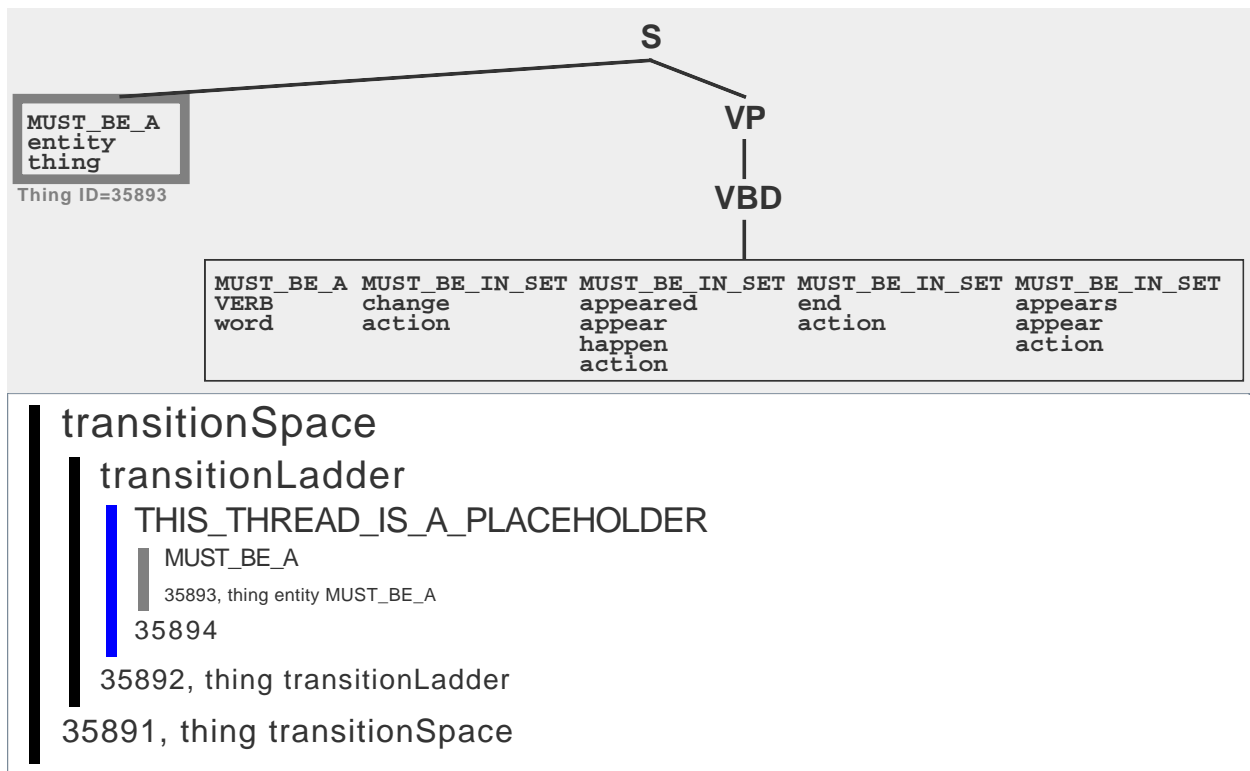 S
MUST_BE_A
entity
thing
Thing ID=35893
VP
VBD
MUST_BE_A MUST_BE_IN_SET MUST_BE_IN_SET MUST_BE_IN_SET MUST_BE_IN_SET
VERB change appeared end appears
word action appear action appear
happen action
action
transitionSpace
transitionLadder
THIS_THREAD_IS_A_PLACEHOLDER
MUST_BE_A
35893, thing entity MUST_BE_A
35894
35892, thing transitionLadder
35891, thing transitionSpace